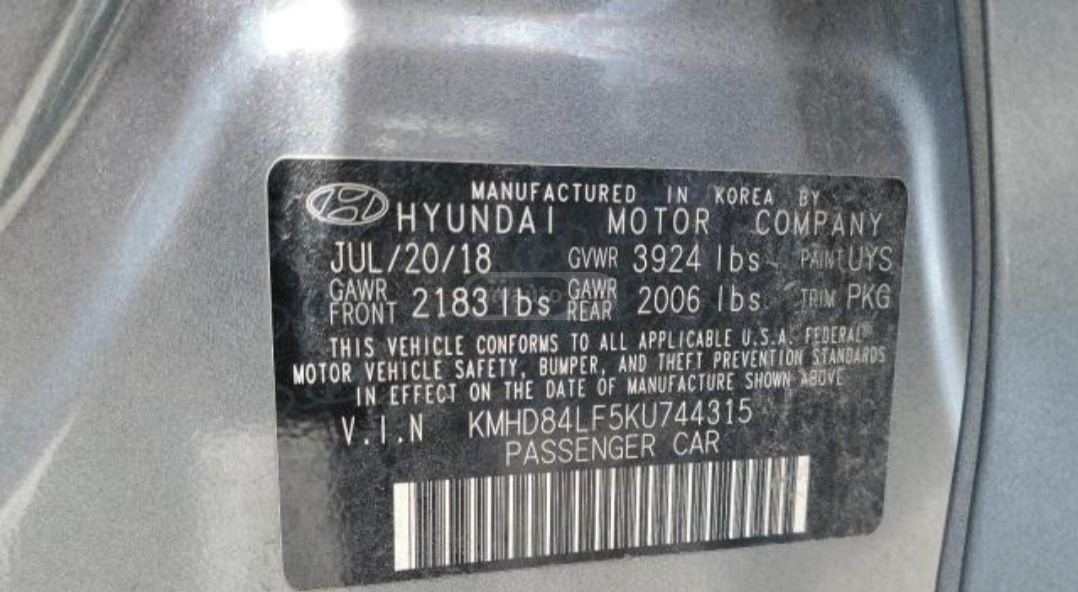 MANUFACTURED IN KOREA BY
HYUNDAI MOTOR COMPANY
JUL/20/18 GVWR 3924 lbs PAINT UYS
GAWR FRONT 2183 lbs GAWR REAR 2006 lbs TRIM PKG
THIS VEHICLE CONFORMS TO ALL APPLICABLE U.S.A. FEDERAL
MOTOR VEHICLE SAFETY, BUMPER, AND THEFT PREVENTION STANDARDS
IN EFFECT ON THE DATE OF MANUFACTURE SHOWN ABOVE
V.I.N KMHD84LF5KU744315
PASSENGER CAR